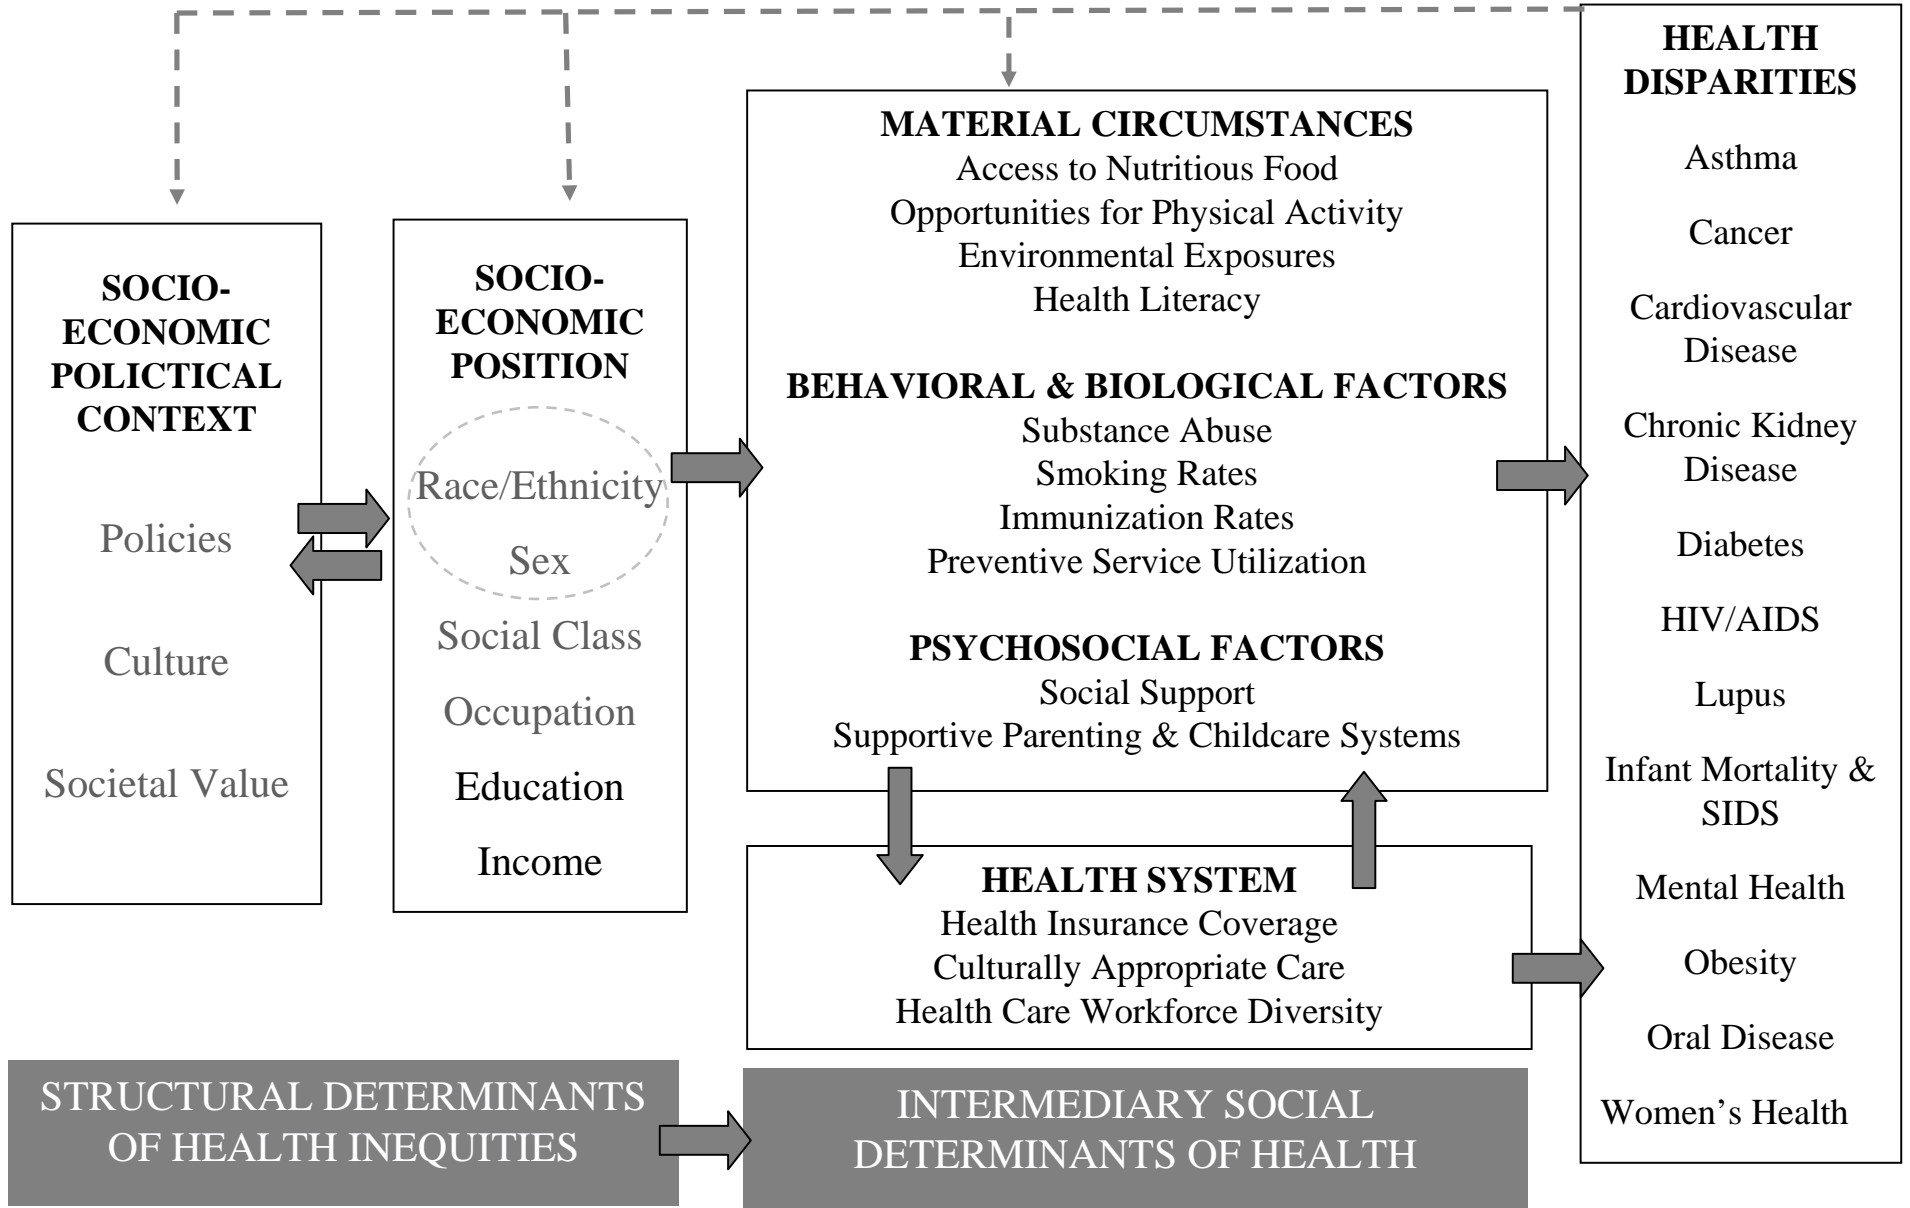 SOCIO-
ECONOMIC
POLICTICAL
CONTEXT
Policies
Culture
Societal Value
SOCIO-
ECONOMIC
POSITION
Race/Ethnicity
Sex
Social Class
Occupation
Education
Income
MATERIAL CIRCUMSTANCES
Access to Nutritious Food
Opportunities for Physical Activity
Environmental Exposures
Health Literacy
BEHAVIORAL & BIOLOGICAL FACTORS
Substance Abuse
Smoking Rates
Immunization Rates
Preventive Service Utilization
PSYCHOSOCIAL FACTORS
Social Support
Supportive Parenting & Childcare Systems
HEALTH SYSTEM
Health Insurance Coverage
Culturally Appropriate Care
Health Care Workforce Diversity
HEALTH
DISPARITIES
Asthma
Cancer
Cardiovascular
Disease
Chronic Kidney
Disease
Diabetes
HIV/AIDS
Lupus
Infant Mortality &
SIDS
Mental Health
Obesity
Oral Disease
Women’s Health
STRUCTURAL DETERMINANTS
OF HEALTH INEQUITIES
INTERMEDIARY SOCIAL
DETERMINANTS OF HEALTH